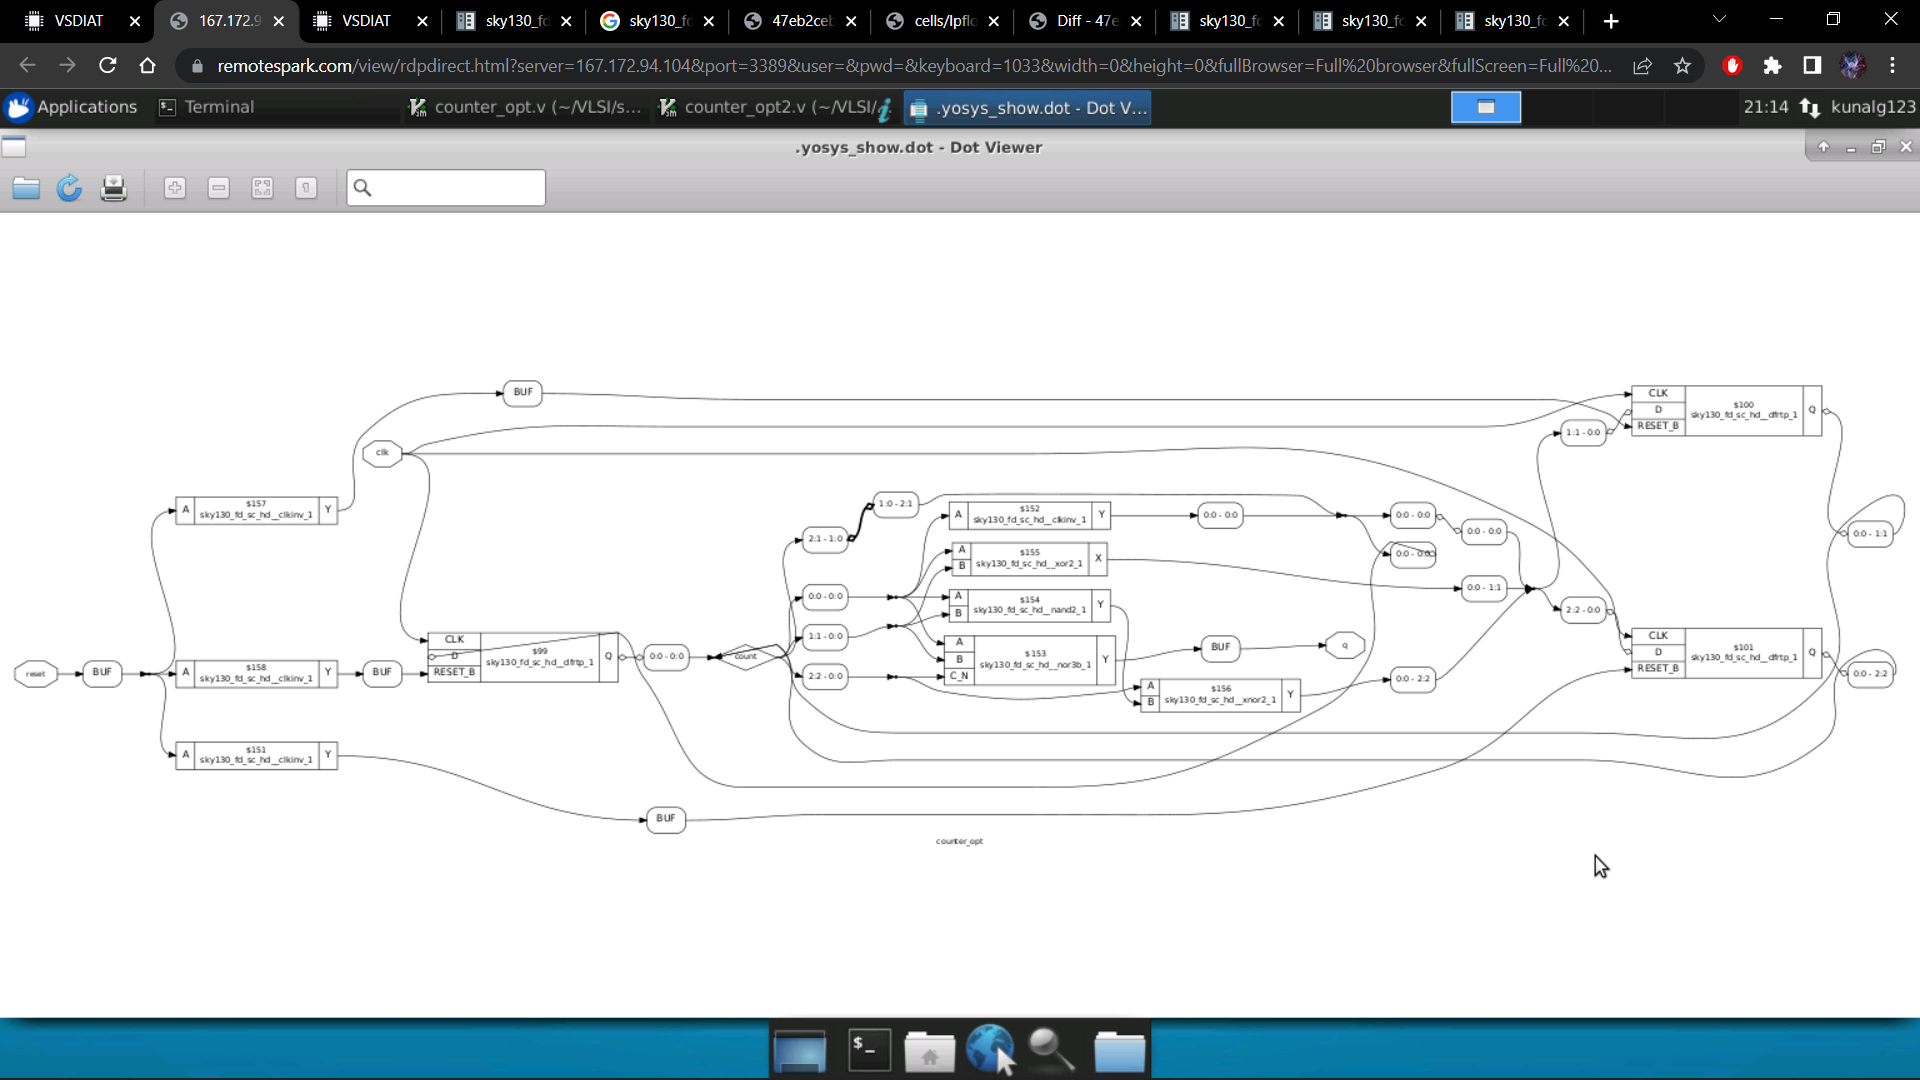 VSDIAT
167.172.9
VSDIAT
sky130_fd
sky130_fd
47eb2ceb
cells/lpflo
Diff - 47e
sky130_fd
sky130_fd
sky130_fd
remotespark.com/view/rdpdirect.html?server=167.172.94.104&port=3389&user=&pwd=&keyboard=1033&width=0&height=0&fullBrowser=Full%20browser&fullScreen=Full%20...
Applications
Terminal
counter_opt.v (~/VLSI/s...
counter_opt2.v (~/VLSI/
.yosys_show.dot - Dot V...
21:14
kunalg123
.yosys_show.dot - Dot Viewer
BUF
CLK
D
RESET_B
$100
sky130_fd_sc_hd__dfrtp_1
Q
clk
1:1 - 0:0
$157
A
sky130_fd_sc_hd__clkinv_1
Y
1:0 - 2:1
2:1 - 1:0
$152
A
sky130_fd_sc_hd__clkinv_1
Y
0:0 - 0:0
0:0 - 0:0
0:0 - 0:0
0:0 - 1:1
A
B
$155
sky130_fd_sc_hd__xor2_1
X
0:0 - 0:0
0:0 - 0:0
A
B
$154
sky130_fd_sc_hd__nand2_1
Y
0:0 - 1:1
2:2 - 0:0
1:1 - 0:0
CLK
D
RESET_B
$99
sky130_fd_sc_hd__dfrtp_1
Q
0:0 - 0:0
count
A
B
C_N
$153
sky130_fd_sc_hd__nor3b_1
Y
BUF
q
CLK
D
RESET_B
$101
sky130_fd_sc_hd__dfrtp_1
Q
0:0 - 2:2
reset
BUF
$158
A
sky130_fd_sc_hd__clkinv_1
Y
BUF
2:2 - 0:0
A
B
$156
sky130_fd_sc_hd__xnor2_1
Y
0:0 - 2:2
$151
A
sky130_fd_sc_hd__clkinv_1
Y
BUF
counter_opt
$_